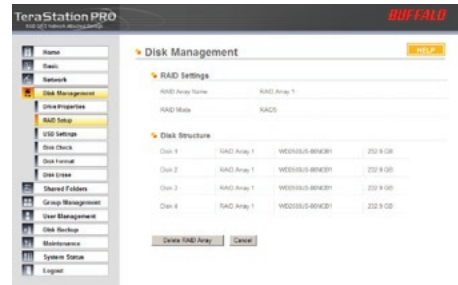 TeraStation PRO
BUFFALO
Home
Basic
Network
Disk Management
Drive Properties
RAID Setup
USB Settings
Disk Check
Disk Format
Disk Erase
Shared Folders
Group Management
User Management
Disk Backup
Maintenance
System Status
Logout
Disk Management
HELP
RAID Settings
RAID Array Name RAID Array 1
RAID Mode RAID5
Disk Structure
Disk 1 RAID Array 1 232.9 GB
Disk 2 RAID Array 1 232.9 GB
Disk 3 RAID Array 1 232.9 GB
Disk 4 RAID Array 1 232.9 GB
Delete RAID Array Cancel